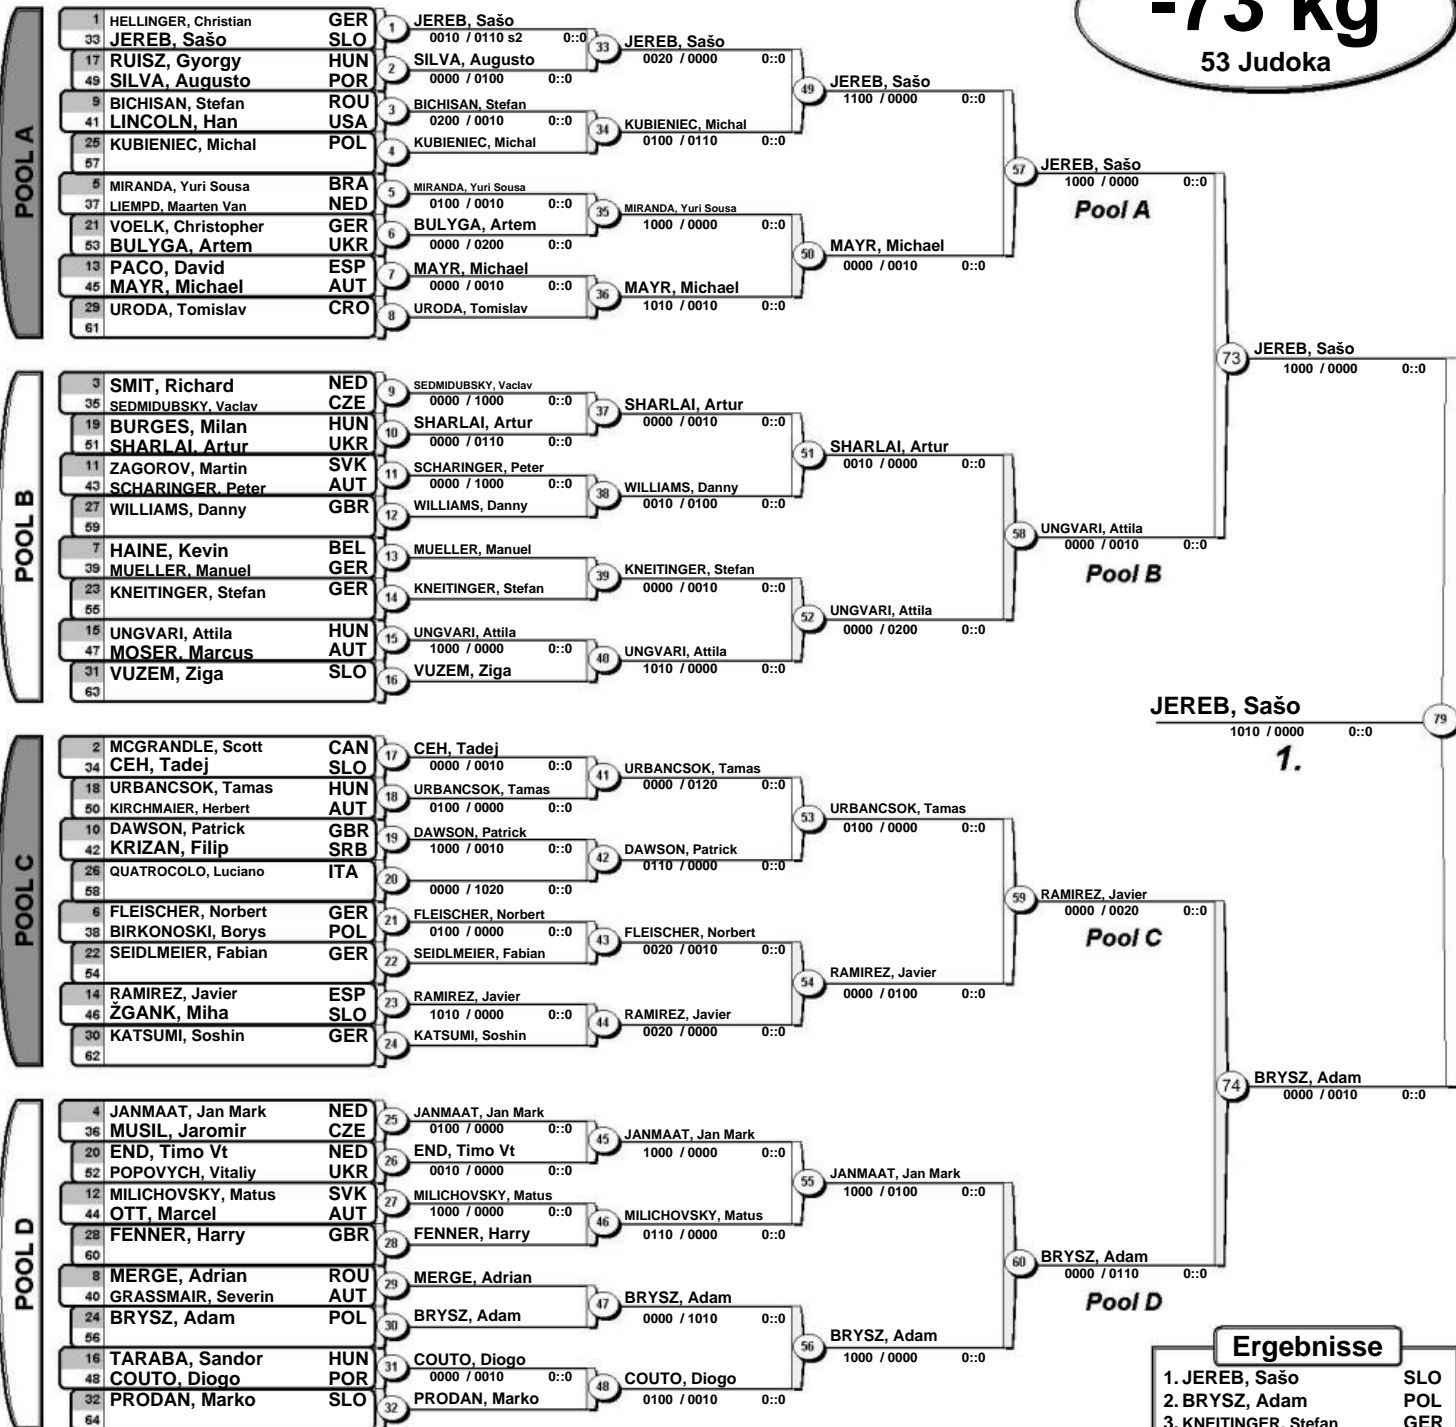 -73 kg
53 Judoka
POOL A
1 HELLINGER, Christian GER
33 JEREB, Sašo SLO
17 RUISZ, Gyorgy HUN
49 SILVA, Augusto POR
9 BICHISAN, Stefan ROU
41 LINCOLN, Han USA
25 KUBIENIEC, Michal POL
57
5 MIRANDA, Yuri Sousa BRA
37 LIEMPD, Maarten Van NED
21 VOELK, Christopher GER
53 BULYGA, Artem UKR
13 PACO, David ESP
45 MAYR, Michael AUT
29 URODA, Tomislav CRO
61
1 JEREB, Sašo
0010 / 0110 s2 0::0
2 SILVA, Augusto
0000 / 0100 0::0
3 BICHISAN, Stefan
0200 / 0010 0::0
4 KUBIENIEC, Michal
5 MIRANDA, Yuri Sousa
0100 / 0010 0::0
6 BULYGA, Artem
0000 / 0200 0::0
7 MAYR, Michael
0000 / 0010 0::0
8 URODA, Tomislav
33 JEREB, Sašo
0020 / 0000 0::0
34 KUBIENIEC, Michal
0100 / 0110 0::0
35 MIRANDA, Yuri Sousa
1000 / 0000 0::0
36 MAYR, Michael
1010 / 0010 0::0
49 JEREB, Sašo
1100 / 0000 0::0
50 MAYR, Michael
0000 / 0010 0::0
57 JEREB, Sašo
1000 / 0000 0::0
Pool A
POOL B
3 SMIT, Richard NED
35 SEDMIDUBSKY, Vaclav CZE
19 BURGES, Milan HUN
51 SHARLAI, Artur UKR
11 ZAGOROV, Martin SVK
43 SCHARINGER, Peter AUT
27 WILLIAMS, Danny GBR
59
7 HAINE, Kevin BEL
39 MUELLER, Manuel GER
23 KNEITINGER, Stefan GER
55
15 UNGVARI, Attila HUN
47 MOSER, Marcus AUT
31 VUZEM, Ziga SLO
63
9 SEDMIDUBSKY, Vaclav
0000 / 1000 0::0
10 SHARLAI, Artur
0000 / 0110 0::0
11 SCHARINGER, Peter
0000 / 1000 0::0
12 WILLIAMS, Danny
13 MUELLER, Manuel
14 KNEITINGER, Stefan
15 UNGVARI, Attila
1000 / 0000 0::0
16 VUZEM, Ziga
37 SHARLAI, Artur
0000 / 0010 0::0
38 WILLIAMS, Danny
0010 / 0100 0::0
39 KNEITINGER, Stefan
0000 / 0010 0::0
40 UNGVARI, Attila
1010 / 0000 0::0
51 SHARLAI, Artur
0010 / 0000 0::0
52 UNGVARI, Attila
0000 / 0200 0::0
58 UNGVARI, Attila
0000 / 0010 0::0
Pool B
73 JEREB, Sašo
1000 / 0000 0::0
JEREB, Sašo
79
1010 / 0000 0::0
1.
POOL C
2 MCGRANDLE, Scott CAN
34 CEH, Tadej SLO
18 URBANCSOK, Tamas HUN
50 KIRCHMAIER, Herbert AUT
10 DAWSON, Patrick GBR
42 KRIZAN, Filip SRB
26 QUATROCOLO, Luciano ITA
58
6 FLEISCHER, Norbert GER
38 BIRKONOSKI, Borys POL
22 SEIDLMEIER, Fabian GER
54
14 RAMIREZ, Javier ESP
46 ŽGANK, Miha SLO
30 KATSUMI, Soshin GER
62
17 CEH, Tadej
0000 / 0010 0::0
18 URBANCSOK, Tamas
0100 / 0000 0::0
19 DAWSON, Patrick
1000 / 0010 0::0
20
0000 / 1020 0::0
21 FLEISCHER, Norbert
0100 / 0000 0::0
22 SEIDLMEIER, Fabian
23 RAMIREZ, Javier
1010 / 0000 0::0
24 KATSUMI, Soshin
41 URBANCSOK, Tamas
0000 / 0120 0::0
42 DAWSON, Patrick
0110 / 0000 0::0
43 FLEISCHER, Norbert
0020 / 0010 0::0
44 RAMIREZ, Javier
0020 / 0000 0::0
53 URBANCSOK, Tamas
0100 / 0000 0::0
54 RAMIREZ, Javier
0000 / 0100 0::0
59 RAMIREZ, Javier
0000 / 0020 0::0
Pool C
POOL D
4 JANMAAT, Jan Mark NED
36 MUSIL, Jaromir CZE
20 END, Timo Vt NED
52 POPOVYCH, Vitaliy UKR
12 MILICHOVSKY, Matus SVK
44 OTT, Marcel AUT
28 FENNER, Harry GBR
60
8 MERGE, Adrian ROU
40 GRASSMAIR, Severin AUT
24 BRYSZ, Adam POL
56
16 TARABA, Sandor HUN
48 COUTO, Diogo POR
32 PRODAN, Marko SLO
64
25 JANMAAT, Jan Mark
0100 / 0000 0::0
26 END, Timo Vt
0010 / 0000 0::0
27 MILICHOVSKY, Matus
1000 / 0000 0::0
28 FENNER, Harry
29 MERGE, Adrian
30 BRYSZ, Adam
31 COUTO, Diogo
0000 / 0010 0::0
32 PRODAN, Marko
45 JANMAAT, Jan Mark
1000 / 0000 0::0
46 MILICHOVSKY, Matus
0110 / 0000 0::0
47 BRYSZ, Adam
0000 / 1010 0::0
48 COUTO, Diogo
0100 / 0010 0::0
55 JANMAAT, Jan Mark
1000 / 0100 0::0
56 BRYSZ, Adam
1000 / 0000 0::0
60 BRYSZ, Adam
0000 / 0110 0::0
Pool D
74 BRYSZ, Adam
0000 / 0010 0::0
Ergebnisse
1. JEREB, Sašo SLO
2. BRYSZ, Adam POL
3. KNEITINGER, Stefan GER